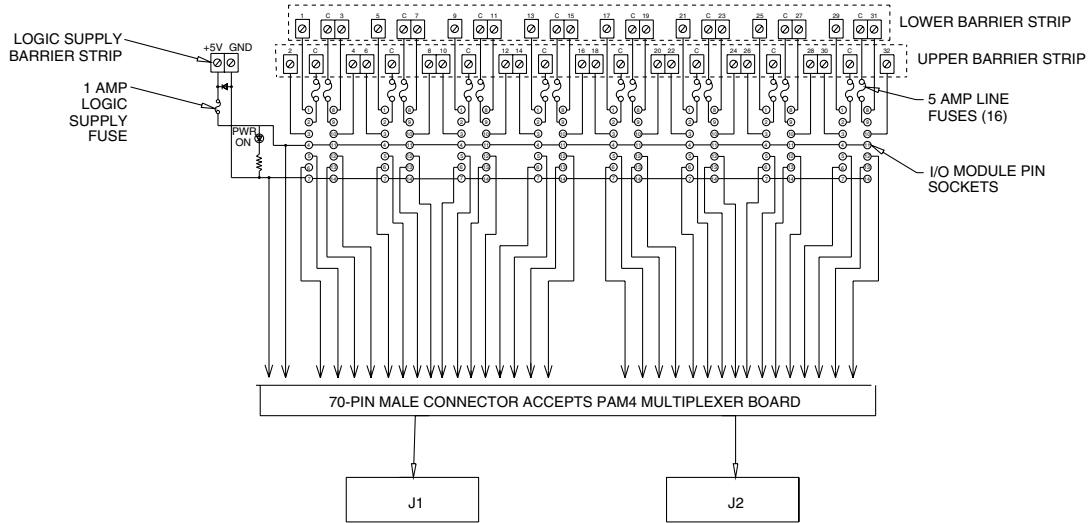 1 C 3 5 C 7 9 C 11 13 C 15 17 C 19 21 C 23 25 C 27 29 C 31
LOWER BARRIER STRIP
LOGIC SUPPLY
BARRIER STRIP
+5V GND
2 C 4 6 C 8 10 C 12 14 C 16 18 C 20 22 C 24 26 C 28 30 C 32
UPPER BARRIER STRIP
1 AMP
LOGIC
SUPPLY
FUSE
5 AMP LINE
FUSES (16)
PWR
ON
I/O MODULE PIN
SOCKETS
70-PIN MALE CONNECTOR ACCEPTS PAM4 MULTIPLEXER BOARD
J1
J2